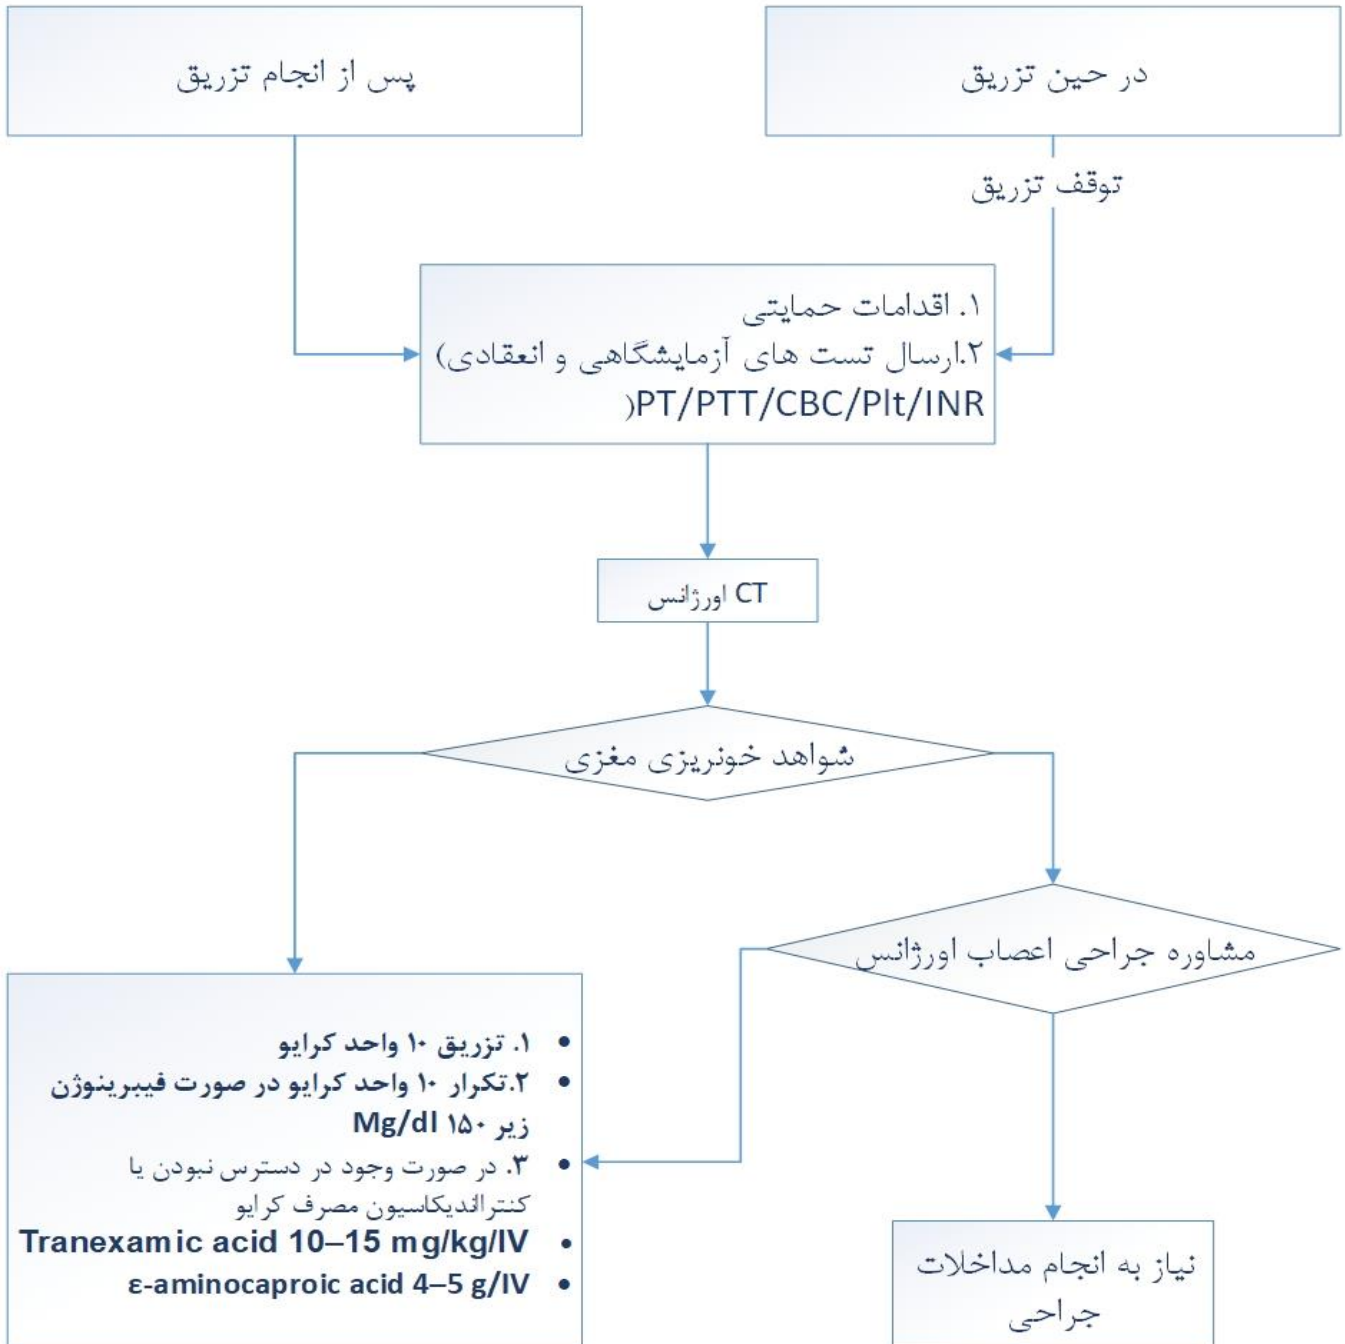 در حین تزریق
پس از انجام تزریق
توقف تزریق
۱. اقدامات حمایتی
۲.ارسال تست های آزمایشگاهی و انعقادی)
)PT/PTT/CBC/Plt/INR(
CT اورژانس
شواهد خونریزی مغزی
مشاوره جراحی اعصاب اورژانس
• ۱. تزریق ۱۰ واحد کرایو
• ۲.تکرار ۱۰ واحد کرایو در صورت فیبرینوژن
زیر ۱۵۰ Mg/dl
• ۳. در صورت وجود در دسترس نبودن یا
کنترااندیکاسیون مصرف کرایو
• Tranexamic acid 10–15 mg/kg/IV
• ε-aminocaproic acid 4–5 g/IV
نیاز به انجام مداخلات
جراحی